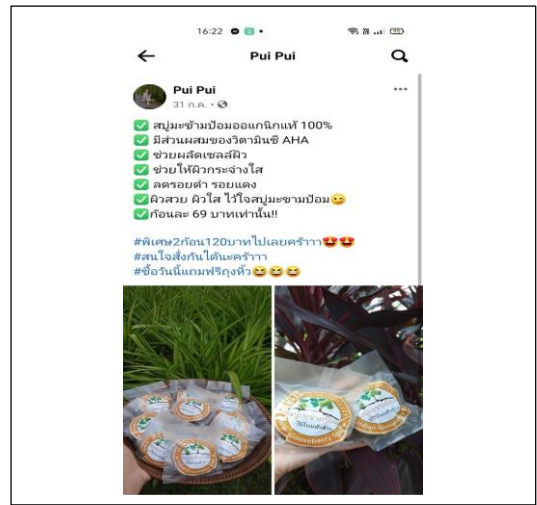 16:22
Pui Pui
Pui Pui
31 ก.ค.
✅ สบู่มะข้ามป้อมออแกนิกแท้ 100%
✅ มีส่วนผสมของวิตามินซี AHA
✅ ช่วยผลัดเซลล์ผิว
✅ ช่วยให้ผิวกระจ่างใส
✅ ลดรอยดำ รอยแดง
✅ผิวสวย ผิวใส ไว้ใจสบู่มะขามป้อม😋
✅ก้อนละ 69 บาทเท่านั้น!!
#พิเศษ2ก้อน120บาทไปเลยคร้าาา🤩🤩
#สนใจสั่งกันได้นะคร้าาา
#ซื้อวันนี้แถมฟรีถุงหิ้ว😆😆😆